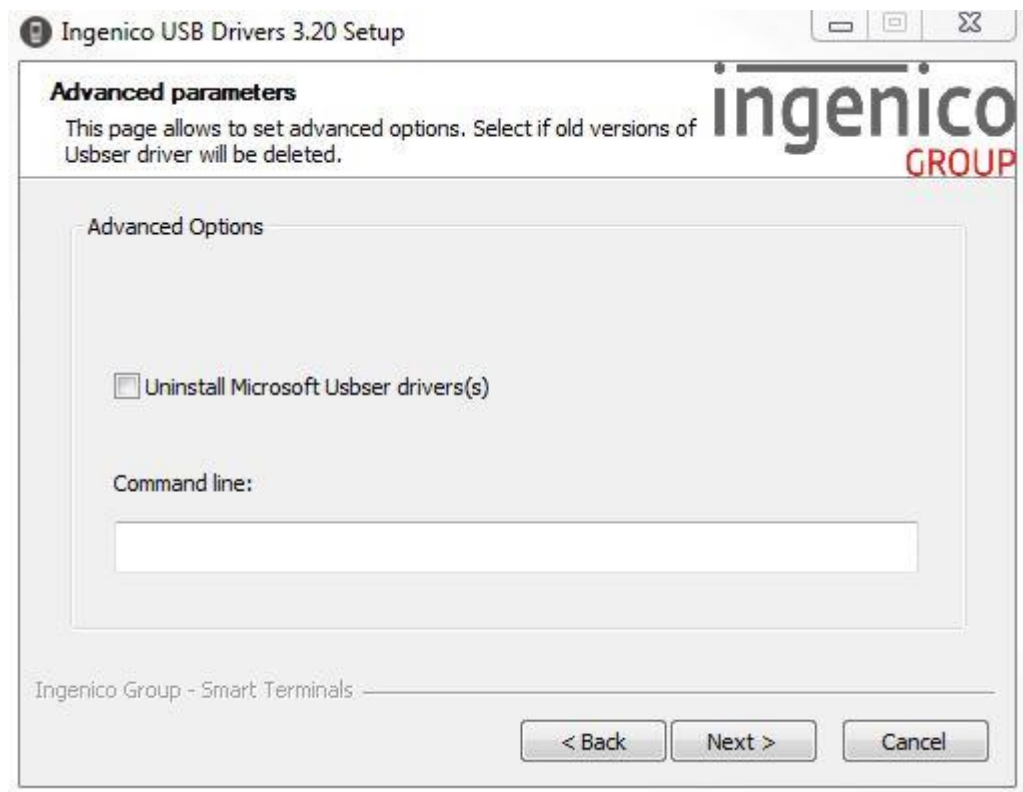 Ingenico USB Drivers 3.20 Setup
Advanced parameters
This page allows to set advanced options. Select if old versions of
Usbser driver will be deleted.
ingenico
GROUP
Advanced Options
Uninstall Microsoft Usbser drivers(s)
Command line:
Ingenico Group - Smart Terminals
< Back
Next >
Cancel